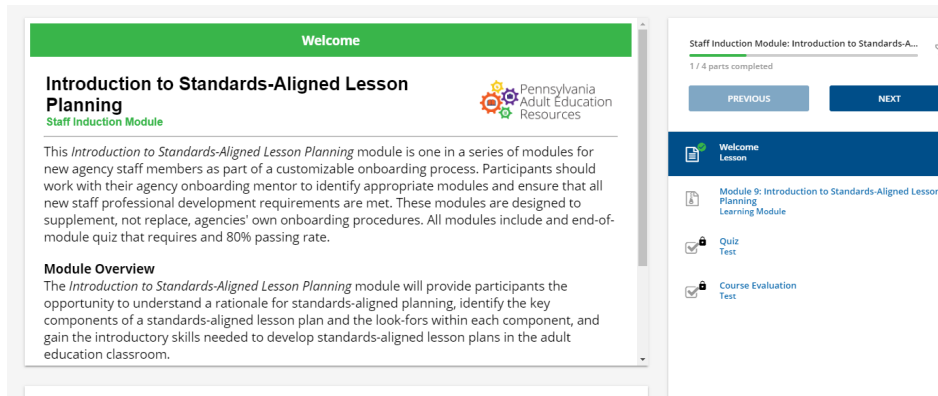 Welcome
Introduction to Standards-Aligned Lesson
Planning
Staff Induction Module
Pennsylvania
Adult Education
Resources
This Introduction to Standards-Aligned Lesson Planning module is one in a series of modules for
new agency staff members as part of a customizable onboarding process. Participants should
work with their agency onboarding mentor to identify appropriate modules and ensure that all
new staff professional development requirements are met. These modules are designed to
supplement, not replace, agencies' own onboarding procedures. All modules include and end-of-
module quiz that requires and 80% passing rate.
Module Overview
The Introduction to Standards-Aligned Lesson Planning module will provide participants the
opportunity to understand a rationale for standards-aligned planning, identify the key
components of a standards-aligned lesson plan and the look-fors within each component, and
gain the introductory skills needed to develop standards-aligned lesson plans in the adult
education classroom.
Staff Induction Module: Introduction to Standards-A...
1 / 4 parts completed
PREVIOUS NEXT
Welcome
Lesson
Module 9: Introduction to Standards-Aligned Lesson
Planning
Learning Module
Quiz
Test
Course Evaluation
Test